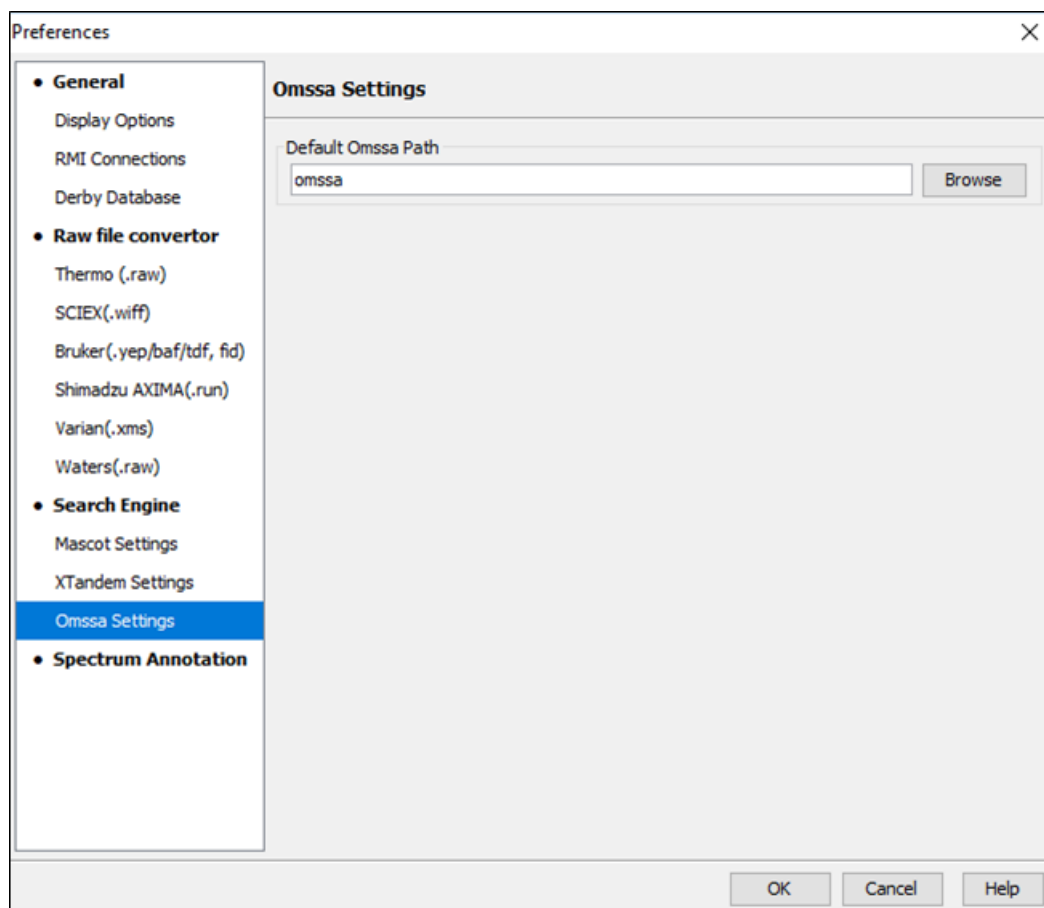 Preferences
• General
Display Options
RMI Connections
Derby Database
• Raw file convertor
Thermo (.raw)
SCIEX(.wiff)
Bruker(.yep/baf/tdf, fid)
Shimadzu AXIMA(.run)
Varian(.xms)
Waters(.raw)
• Search Engine
Mascot Settings
XTandem Settings
Omssa Settings
• Spectrum Annotation
Omssa Settings
Default Omssa Path
omssa Browse
OK Cancel Help